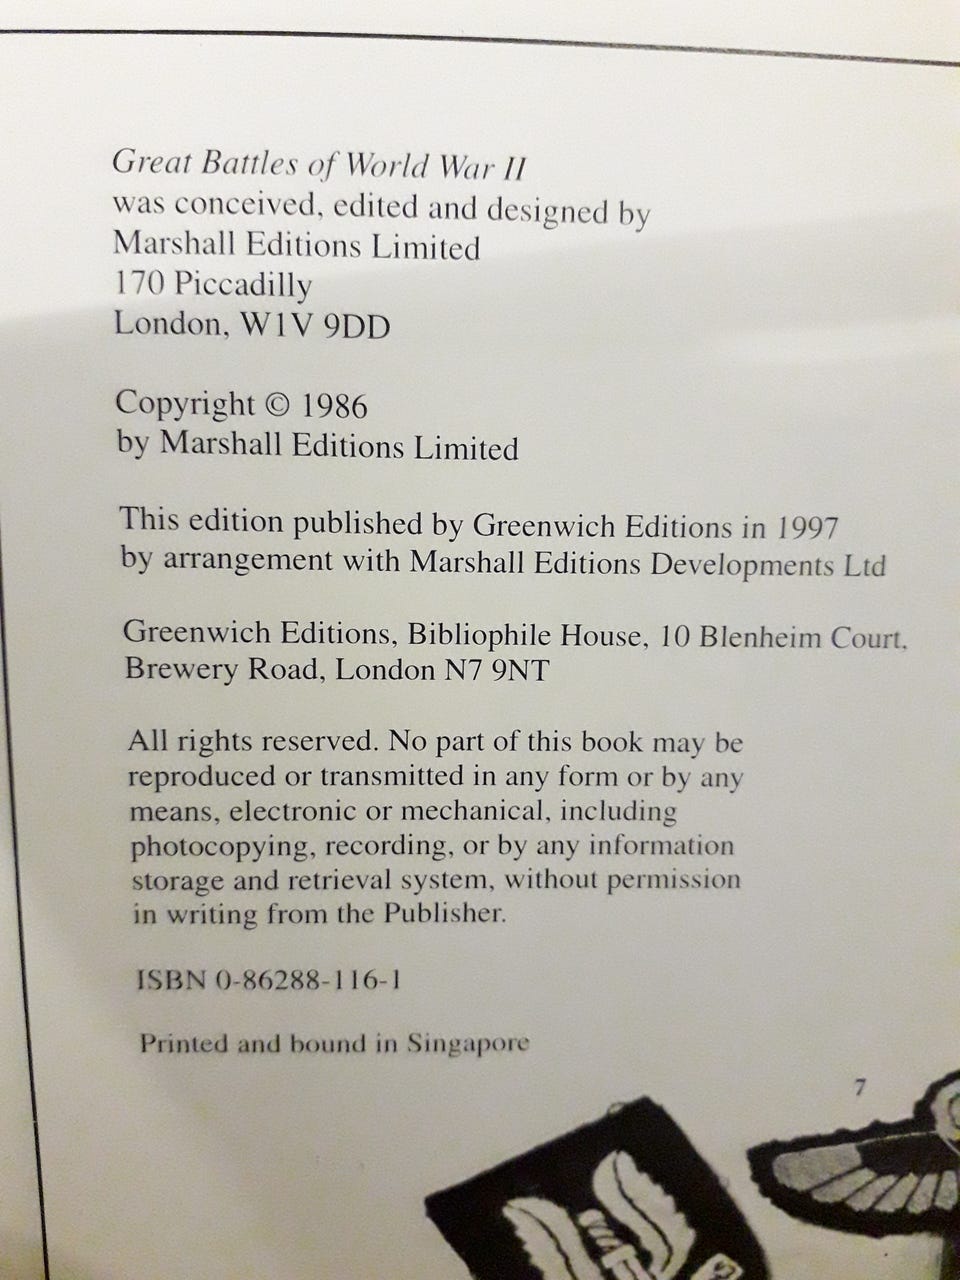 Great Battles of World War II
was conceived, edited and designed by
Marshall Editions Limited
170 Piccadilly
London, W1V 9DD
Copyright © 1986
by Marshall Editions Limited
This edition published by Greenwich Editions in 1997
by arrangement with Marshall Editions Developments Ltd
Greenwich Editions, Bibliophile House, 10 Blenheim Court,
Brewery Road, London N7 9NT
All rights reserved. No part of this book may be
reproduced or transmitted in any form or by any
means, electronic or mechanical, including
photocopying, recording, or by any information
storage and retrieval system, without permission
in writing from the Publisher.
ISBN 0-86288-116-1
Printed and bound in Singapore
7